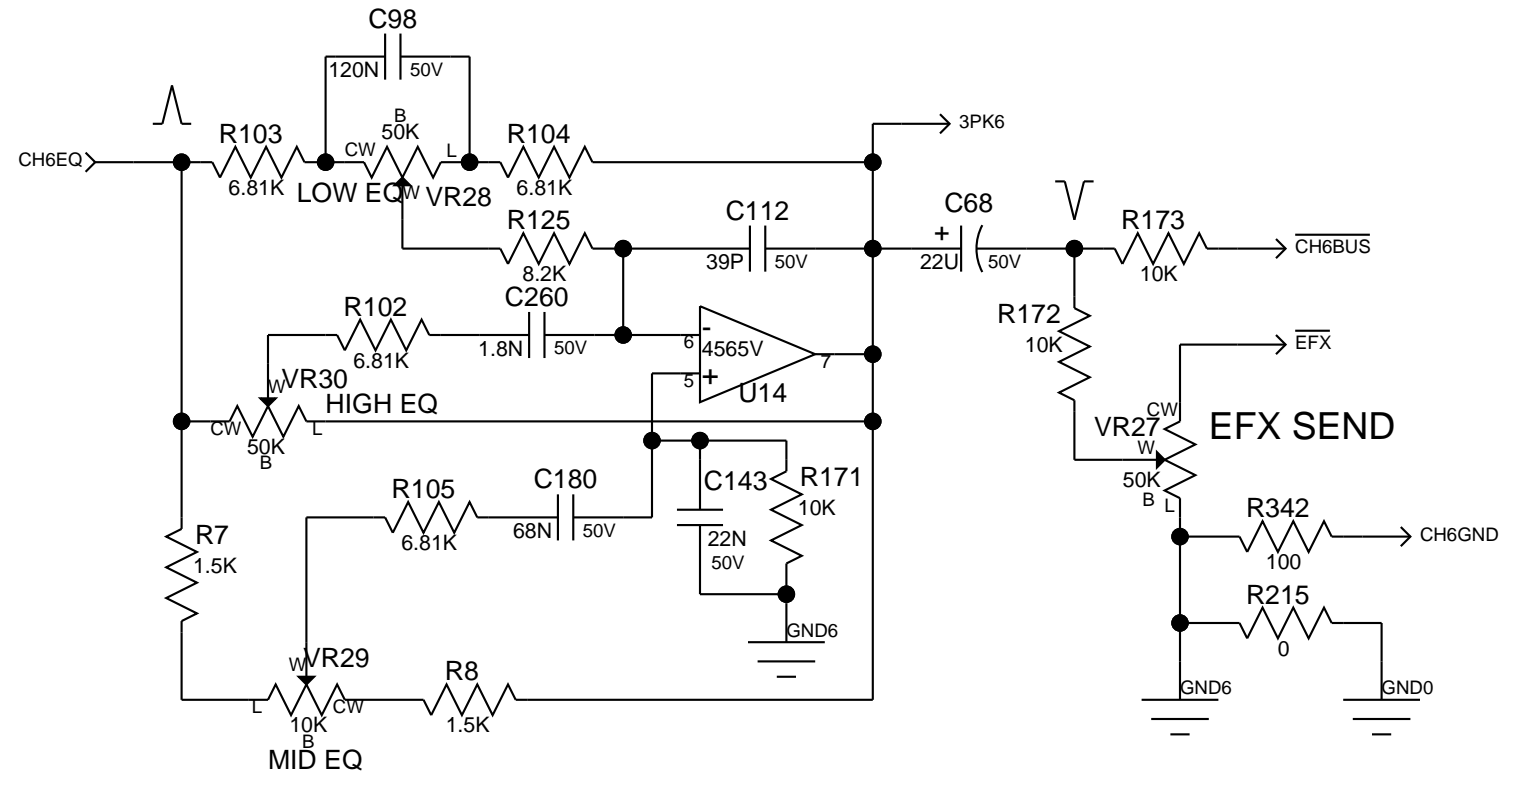 C98
120N
50V
B
50K
R103
CW
L
R104
3PK6
CH6EQ
6.81K
LOW EQ
W
VR28
6.81K
R125
C112
C68
+
R173
CH6BUS
8.2K
39P
50V
22U
50V
10K
R102
C260
R172
10K
EFX
6.81K
1.8N
50V
6
-
4565V
7
5
+
U14
W
VR30
HIGH EQ
CW
50K
B
L
CW
VR27
W
50K
B
L
EFX SEND
R105
C180
C143
R171
10K
6.81K
68N
50V
22N
50V
R7
1.5K
R342
100
CH6GND
R215
0
GND6
GND6
GND0
W
VR29
R8
L
10K
B
CW
1.5K
MID EQ